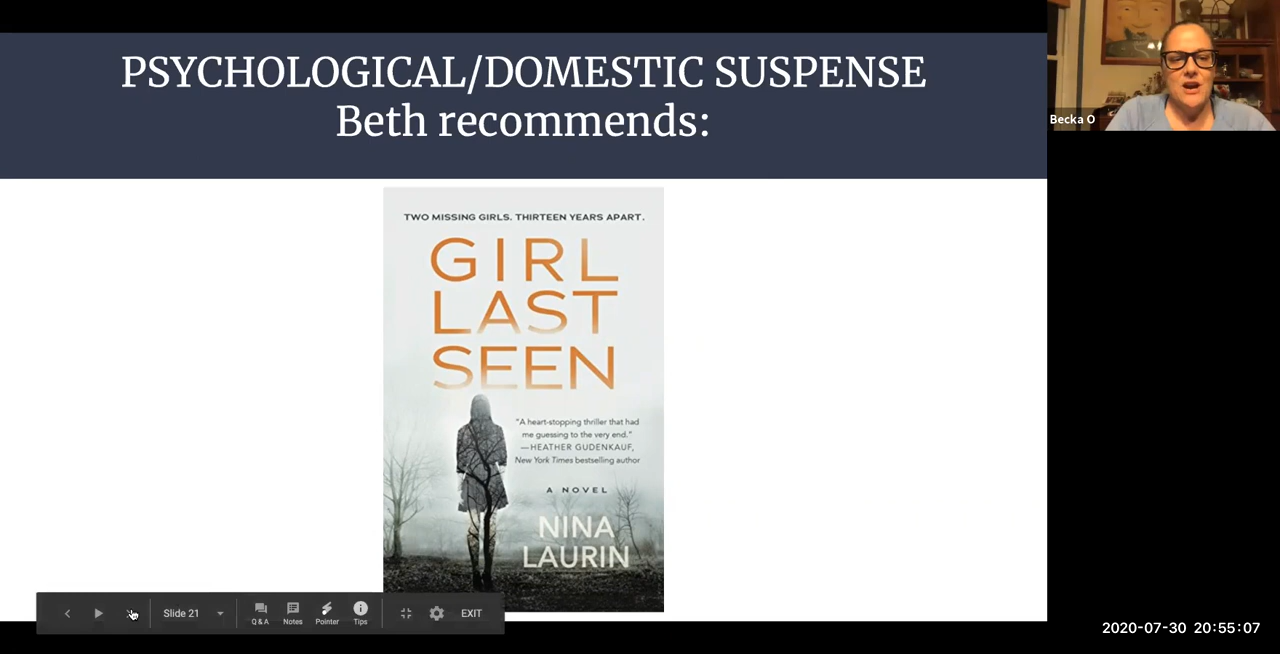 PSYCHOLOGICAL/DOMESTIC SUSPENSE
Beth recommends:
Becka O
TWO MISSING GIRLS. THIRTEEN YEARS APART.
GIRL
LAST
SEEN
"A heart-stopping thriller that had
me guessing to the very end."
—HEATHER GUDENKAUF,
New York Times bestselling author
A NOVEL
NINA
LAURIN
Slide 21
Q & A
Notes
Pointer
Tips
EXIT
2020-07-30 20:55:07